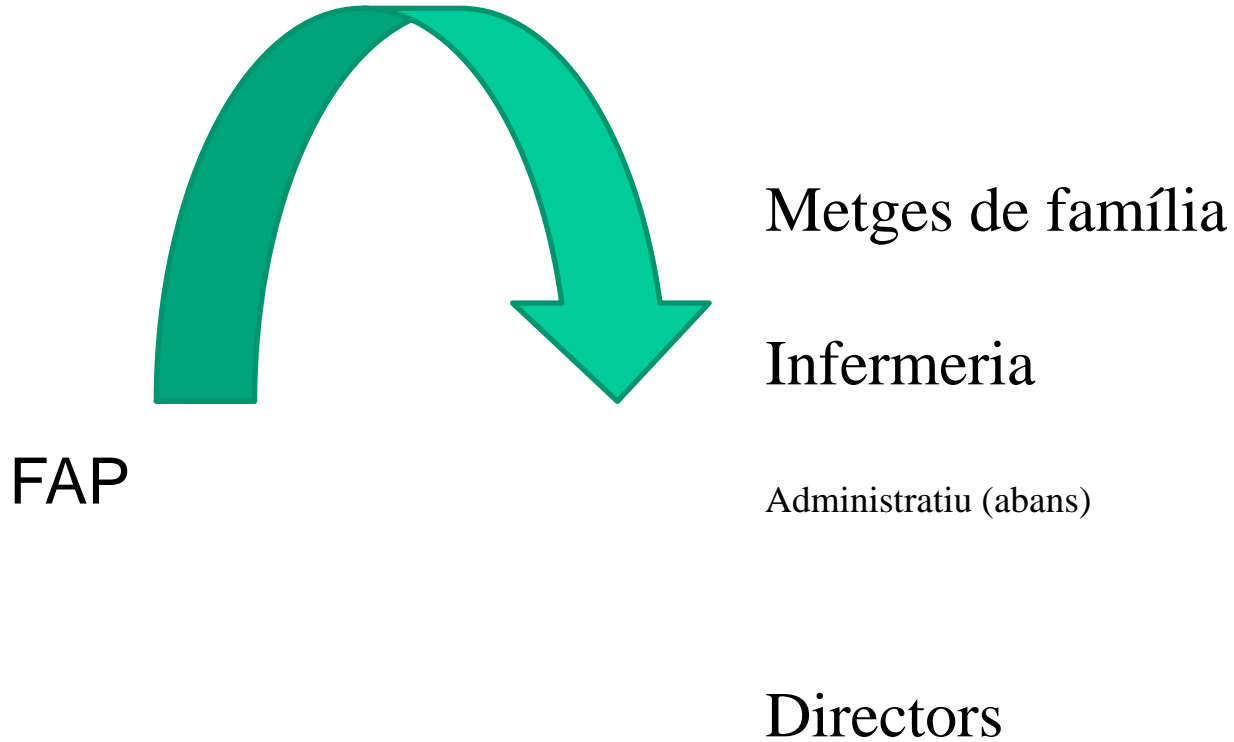 Metges de família
Infermeria
FAP
Administratiu (abans)
Directors